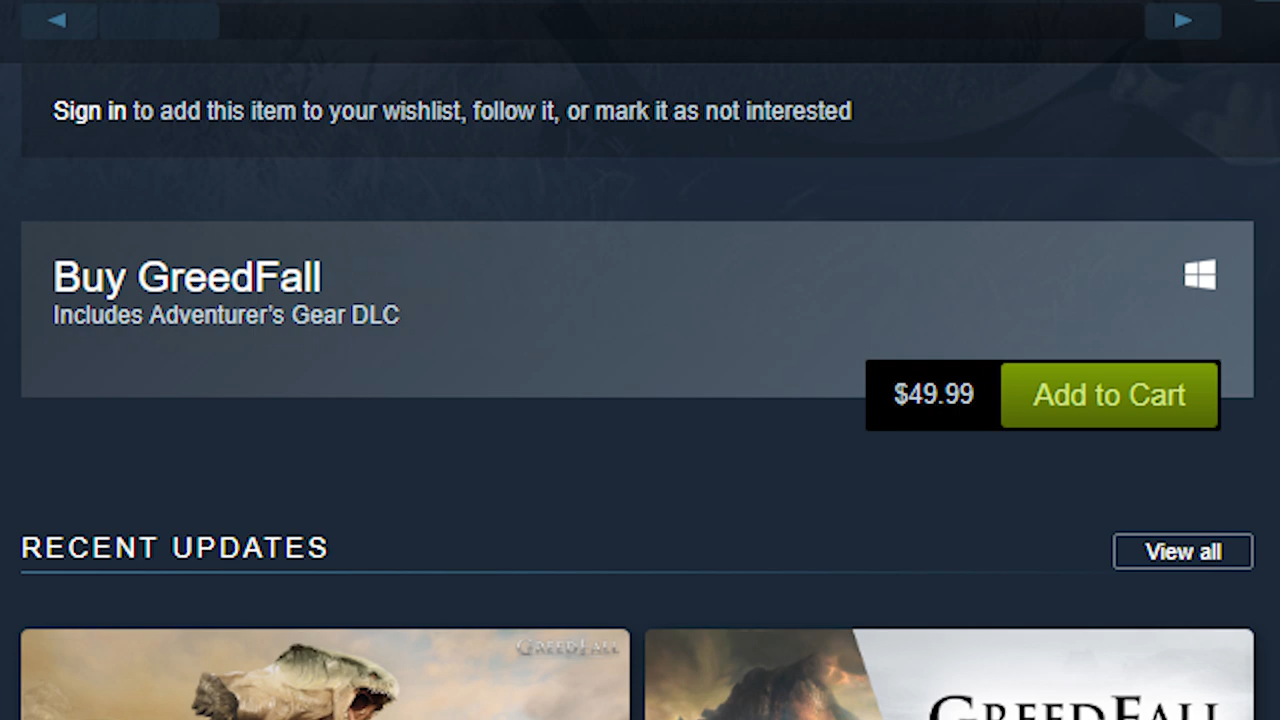 Sign in to add this item to your wishlist, follow it, or mark it as not interested
Buy GreedFall
Includes Adventurer's Gear DLC
$49.99
Add to Cart
RECENT UPDATES
View all
GREEDFALL
GREEDFALL